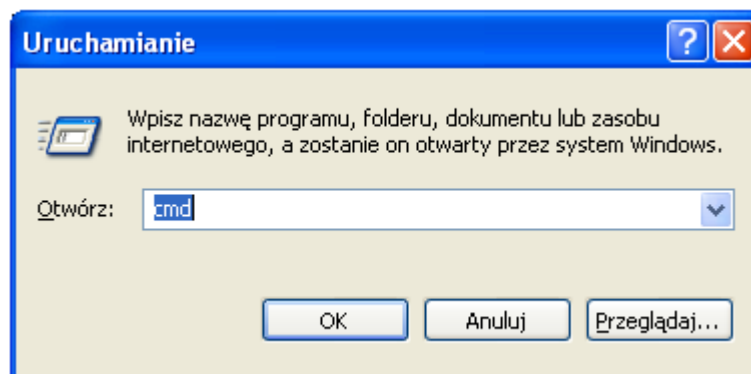 Uruchamianie
Wpisz nazwę programu, folderu, dokumentu lub zasobu
internetowego, a zostanie on otwarty przez system Windows.
Otwórz: cmd
OK Anuluj Przeglądaj...